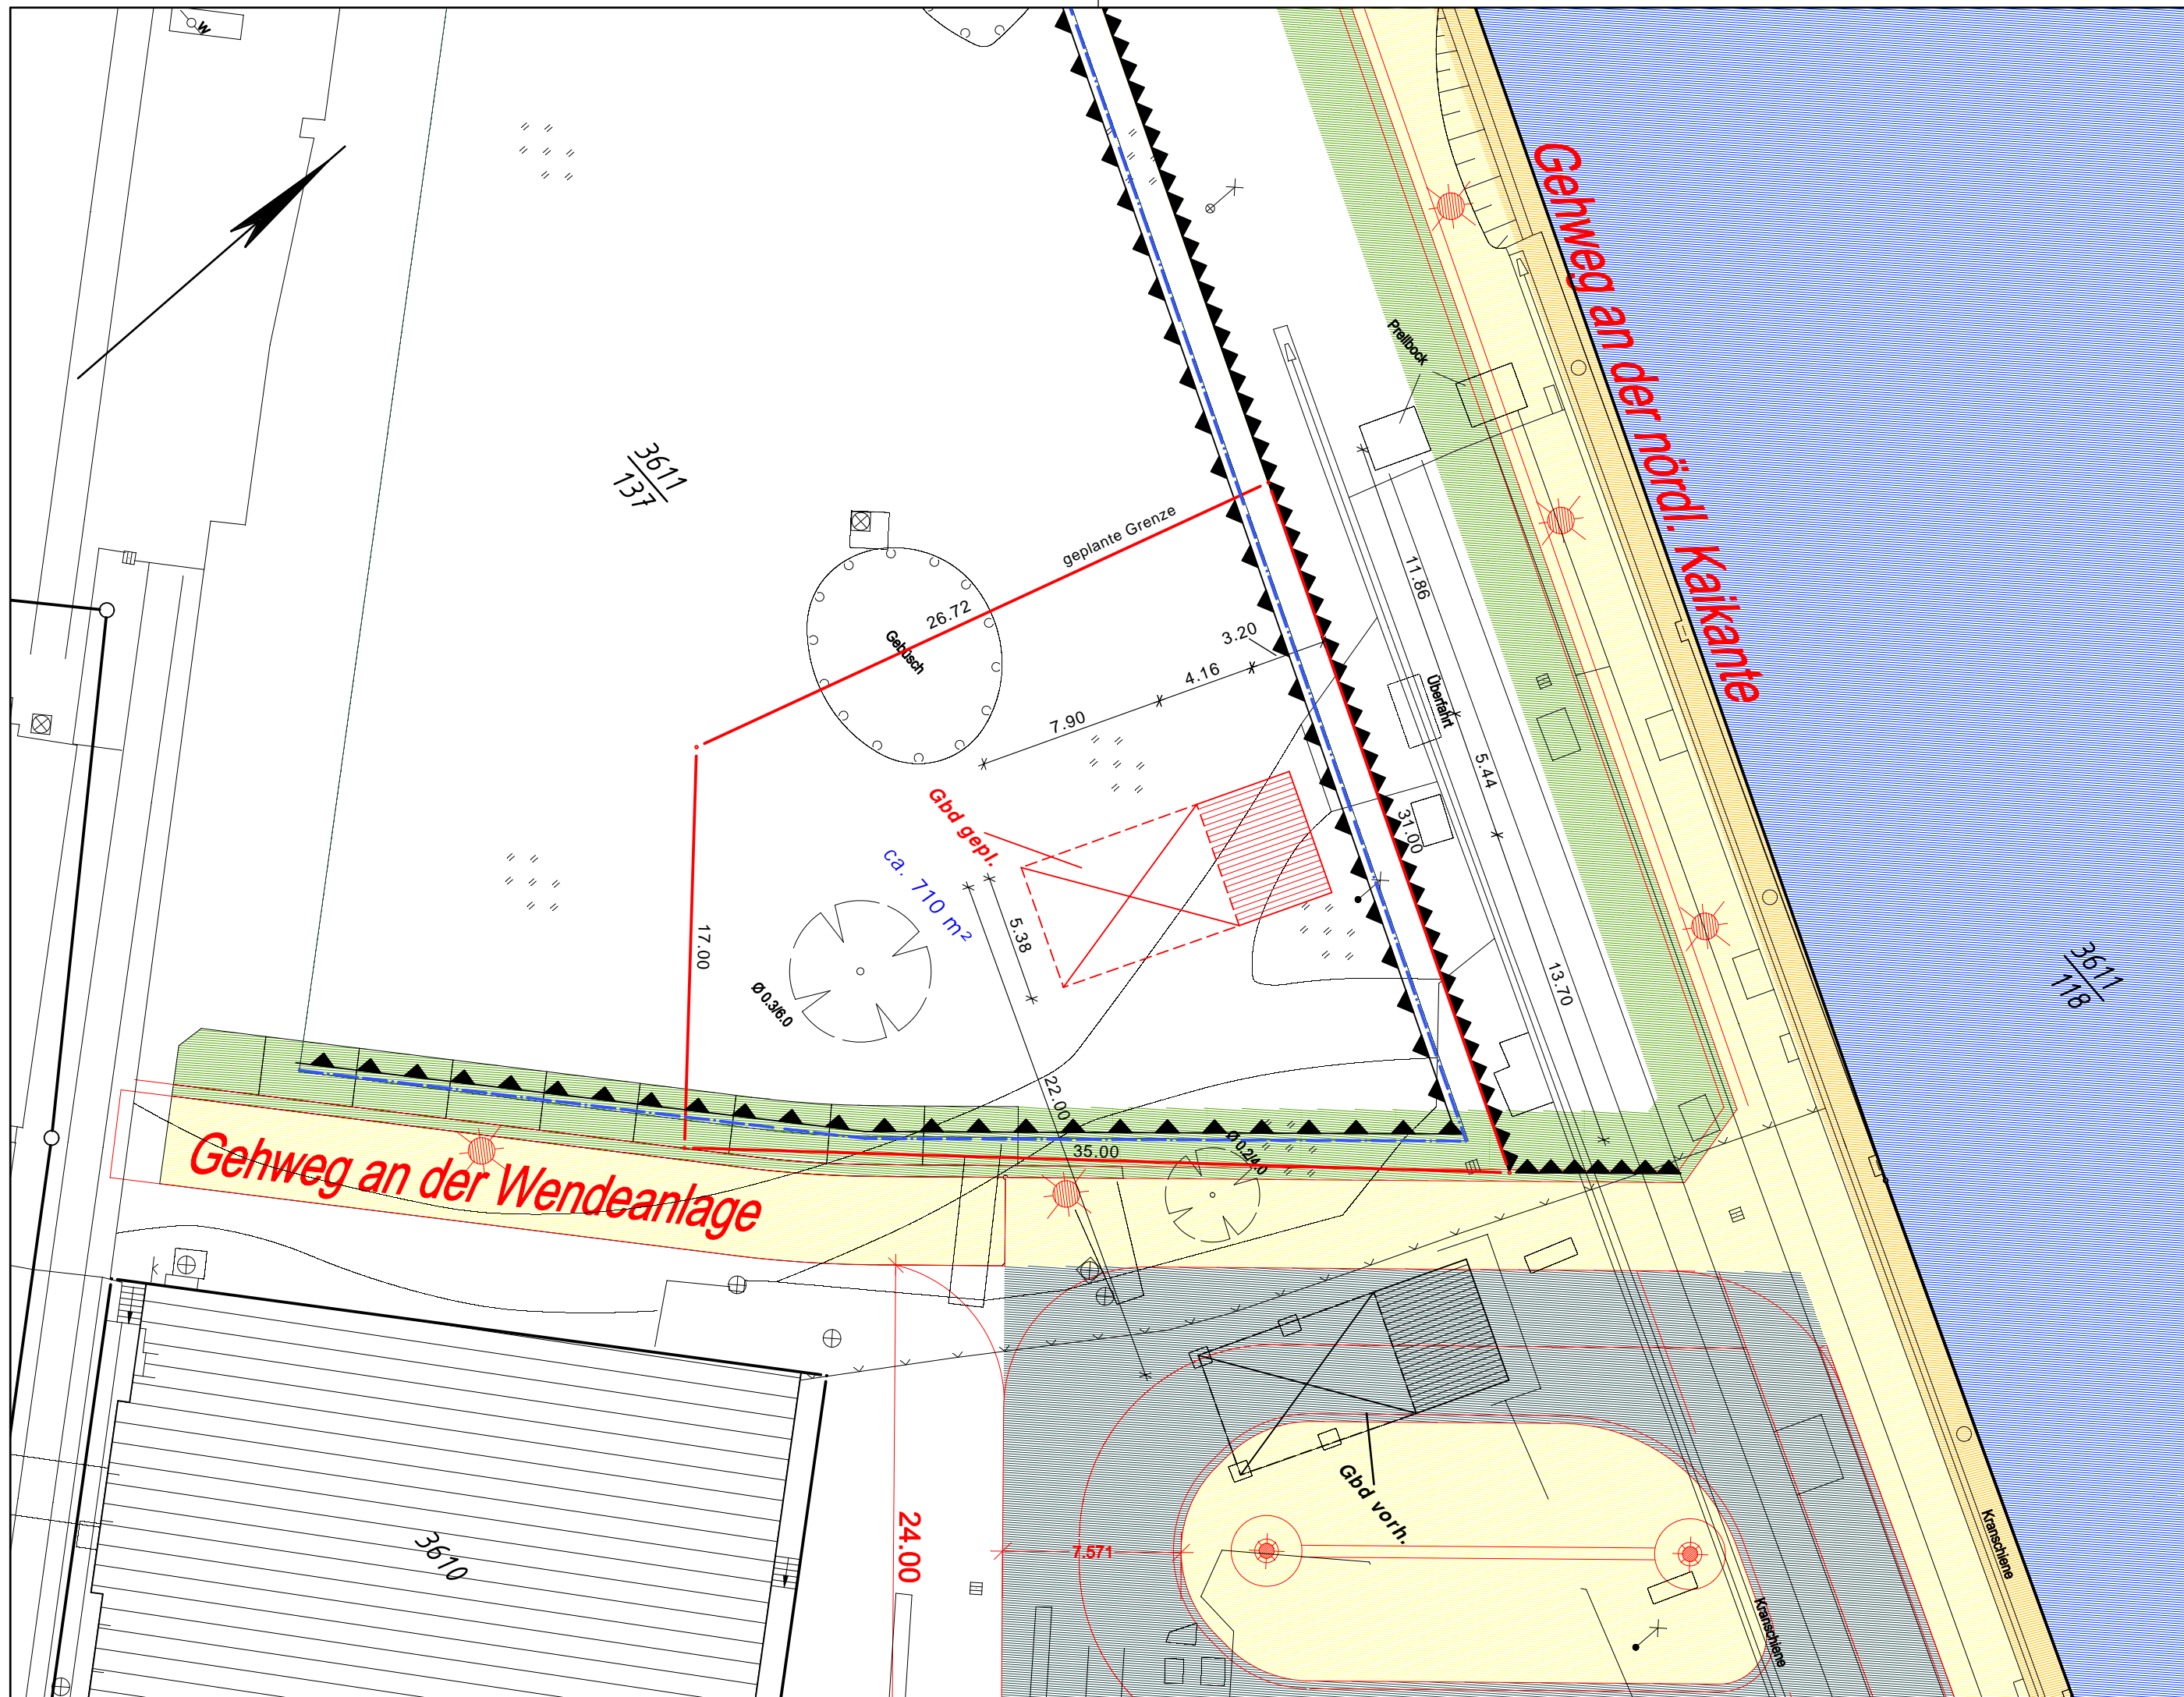 W
Gehweg an der nördl. Kaikante
Prellbock
3611
137
geplante Grenze
11.86
26.72
Gebüsch
3.20
4.16
Überfahrt
7.90
5.44
Gbd gepl.
31.00
ca. 710 m²
17.00
5.38
3611
118
Ø 0.3/6.0
13.70
22.00
Gehweg an der Wendeanlage
35.00
Ø 0.2/4.0
Gbd vorh.
24.00
7.571
3610
Kranschiene
Kranschiene